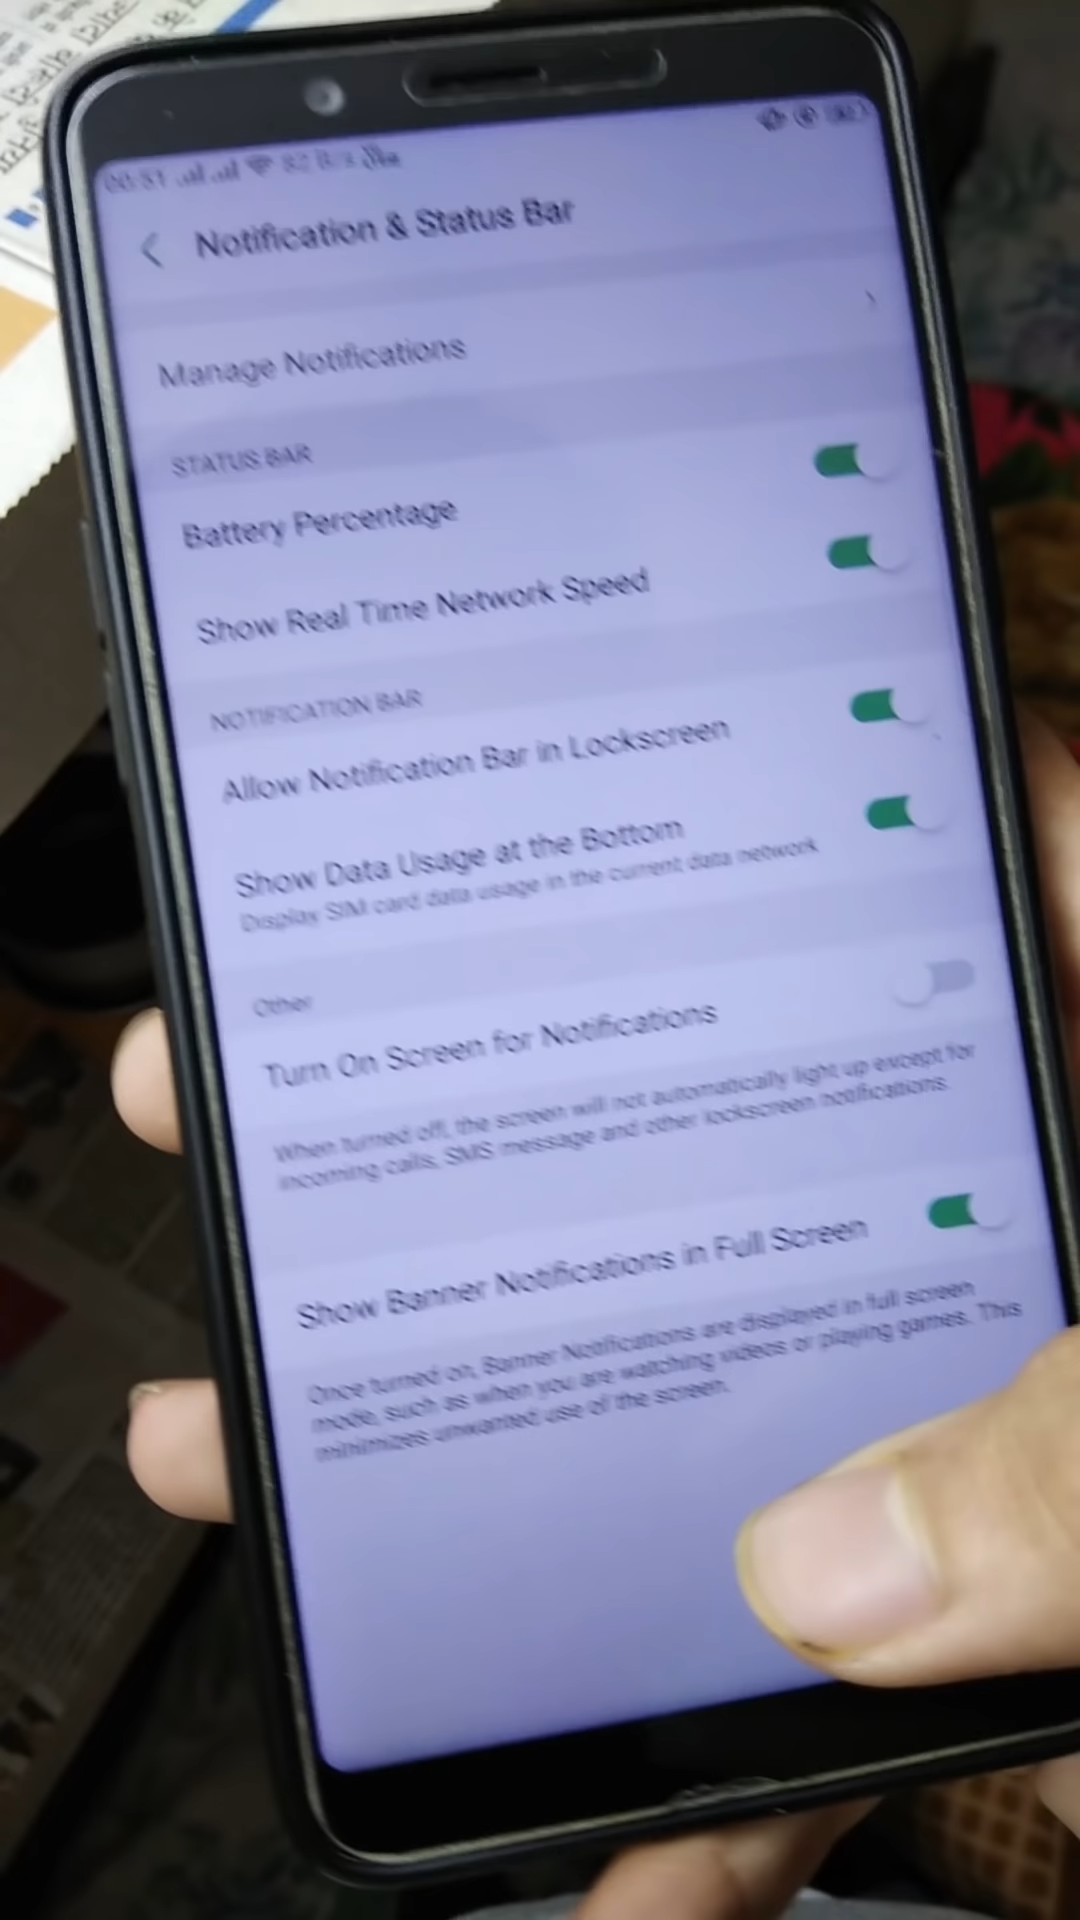 00:51
Notification & Status Bar
Manage Notifications
STATUS BAR
Battery Percentage
Show Real Time Network Speed
NOTIFICATION BAR
Allow Notification Bar in Lockscreen
Show Data Usage at the Bottom
Display SIM card data usage in the current data network
Other
Turn On Screen for Notifications
When turned off, the screen will not automatically light up except for
incoming calls, SMS message and other lockscreen notifications.
Show Banner Notifications in Full Screen
Once turned on, Banner Notifications are displayed in full screen
mode, such as when you are watching videos or playing games. This
minimizes unwanted use of the screen.